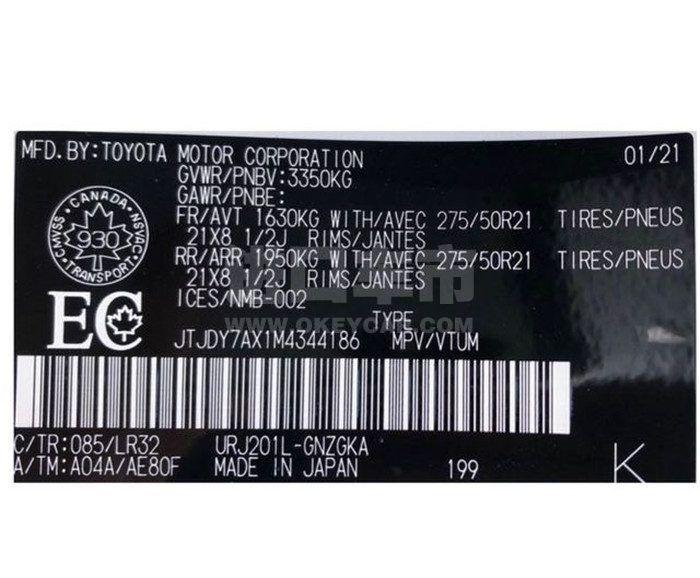 MFD.BY:TOYOTA MOTOR CORPORATION 01/21
GVWR/PNBV:3350KG
GAWR/PNBE:
FR/AVT 1630KG WITH/AVEC 275/50R21 TIRES/PNEUS
21X8 1/2J RIMS/JANTES
RR/ARR 1950KG WITH/AVEC 275/50R21 TIRES/PNEUS
21X8 1/2J RIMS/JANTES
ICES/NMB-002
CANADA
CMVSS
NSVAC
930
TRANSPORT
EC
TYPE
JTJDY7AX1M4344186 MPV/VTUM
WWW.OKEYCAR.COM
C/TR:085/LR32 URJ201L-GNZGKA
A/TM:A04A/AE80F MADE IN JAPAN 199 K